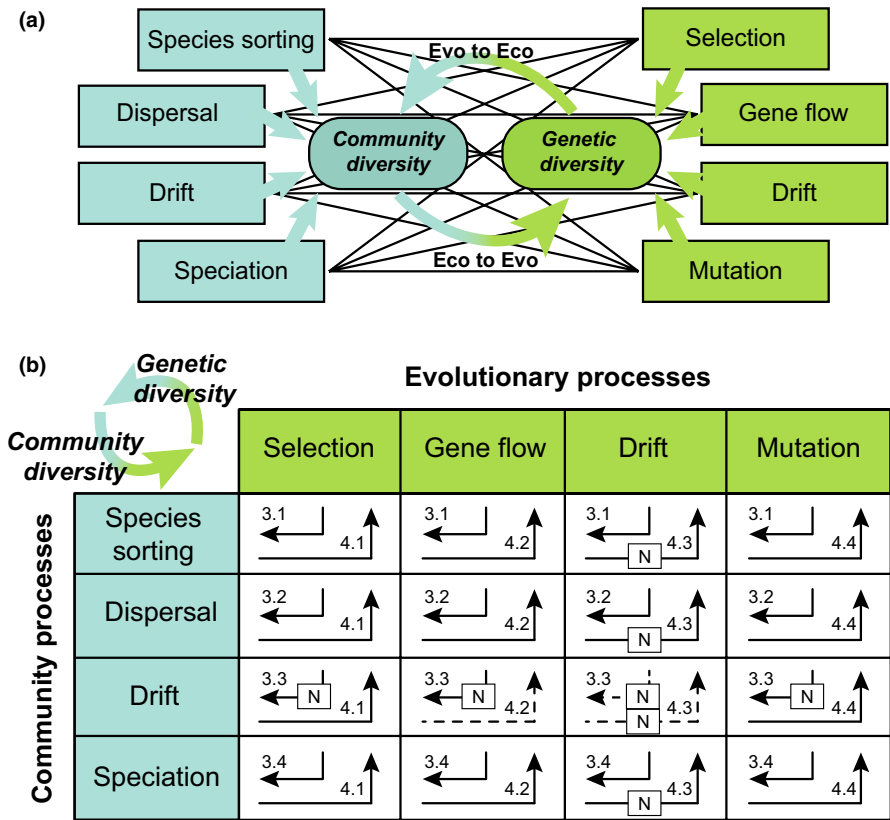 (a)
Species sorting
Evo to Eco
Selection
Dispersal
Gene flow
Community
diversity
Genetic
diversity
Drift
Drift
Speciation
Eco to Evo
Mutation
(b)
Genetic
diversity
Community
diversity
Evolutionary processes
Selection
Gene flow
Drift
Mutation
Community processes
Species
sorting
3.1
4.1
3.1
4.2
3.1
N
4.3
3.1
4.4
Dispersal
3.2
4.1
3.2
4.2
3.2
N
4.3
3.2
4.4
Drift
3.3
N
4.1
3.3
N
4.2
3.3
N
N
4.3
3.3
N
4.4
Speciation
3.4
4.1
3.4
4.2
3.4
N
4.3
3.4
4.4